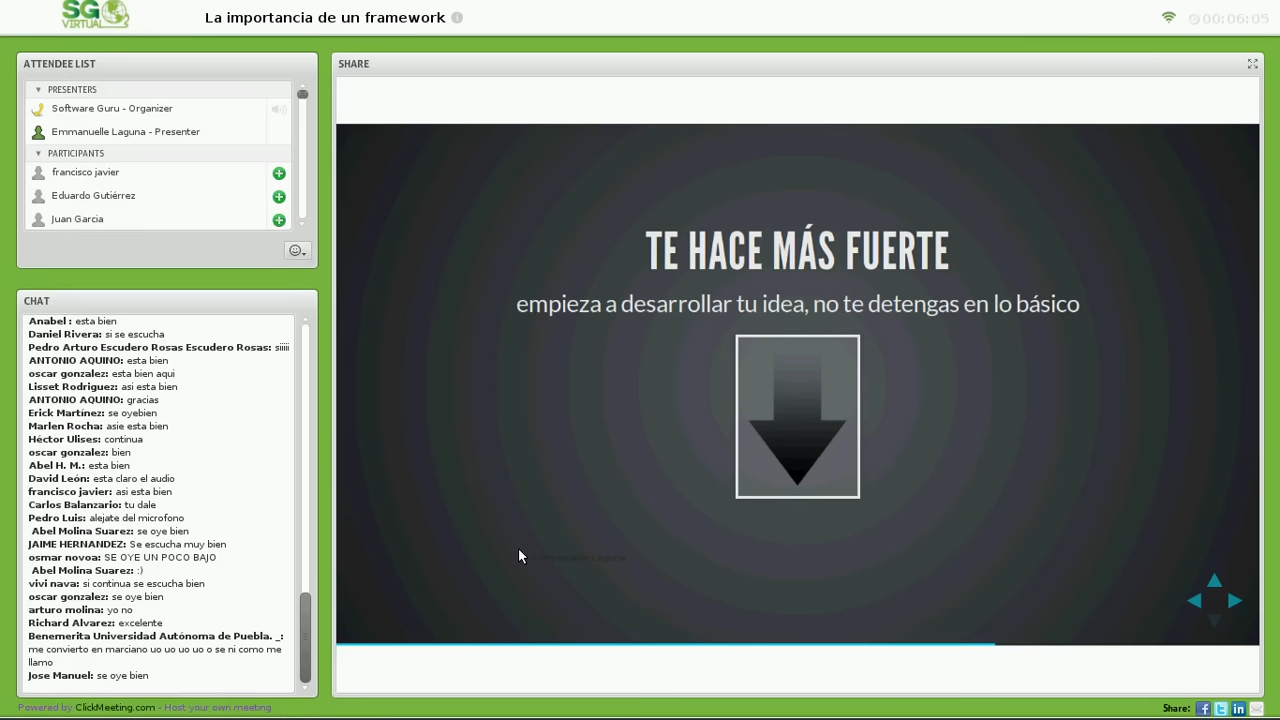 SG
VIRTUAL
La importancia de un framework
00:06:05
ATTENDEE LIST
PRESENTERS
Software Guru - Organizer
Emmanuelle Laguna - Presenter
PARTICIPANTS
francisco javier
Eduardo Gutiérrez
Juan Garcia
CHAT
Anabel : esta bien
Daniel Rivera: si se escucha
Pedro Arturo Escudero Rosas Escudero Rosas: siiiii
ANTONIO AQUINO: esta bien
oscar gonzalez: esta bien aqui
Lisset Rodriguez: asi esta bien
ANTONIO AQUINO: gracias
Erick Martínez: se oyebien
Marlen Rocha: asie esta bien
Héctor Ulises: continua
oscar gonzalez: bien
Abel H. M.: esta bien
David León: esta claro el audio
francisco javier: asi esta bien
Carlos Balanzario: tu dale
Pedro Luis: alejate del microfono
Abel Molina Suarez: se oye bien
JAIME HERNANDEZ: Se escucha muy bien
osmar novoa: SE OYE UN POCO BAJO
Abel Molina Suarez: :)
vivi nava: si continua se escucha bien
oscar gonzalez: se oye bien
arturo molina: yo no
Richard Alvarez: excelente
Benemerita Universidad Autónoma de Puebla. _:
me convierto en marciano uo uo uo uo o se ni como me
llamo
Jose Manuel: se oye bien
SHARE
TE HACE MÁS FUERTE
empieza a desarrollar tu idea, no te detengas en lo básico
Emmanuelle Laguna
Powered by ClickMeeting.com - Host your own meeting
Share: